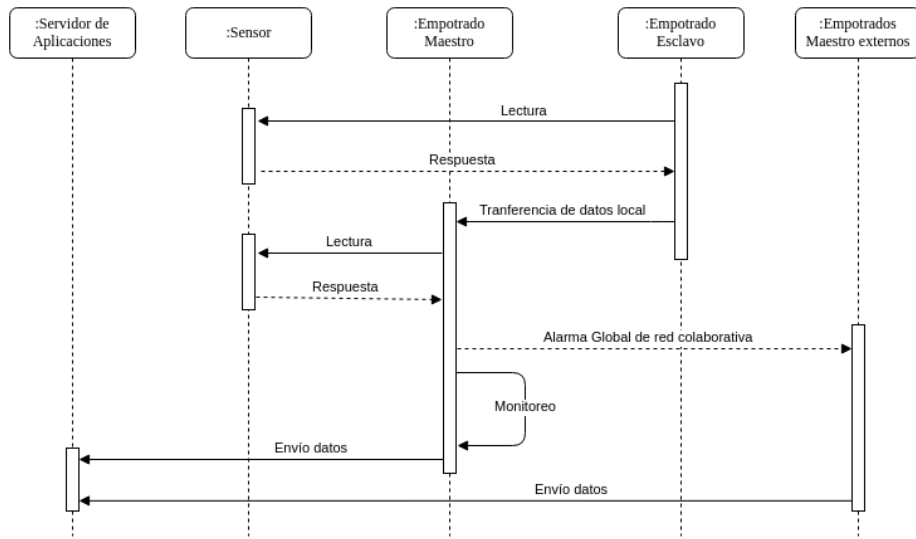 :Servidor de
Aplicaciones
:Sensor
:Empotrado
Maestro
:Empotrado
Esclavo
:Empotrados
Maestro externos
Lectura
Respuesta
Tranferencia de datos local
Lectura
Respuesta
Alarma Global de red colaborativa
Monitoreo
Envío datos
Envío datos